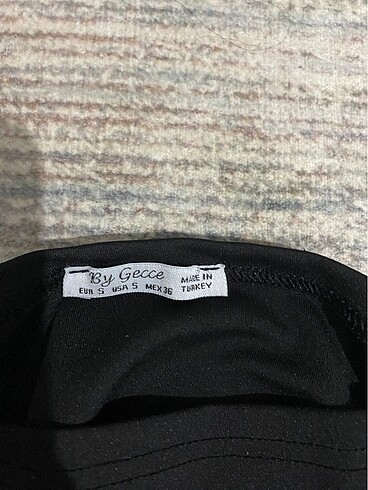 By Gecce
EUR S USA S MEX 36
MADE IN
TURKEY